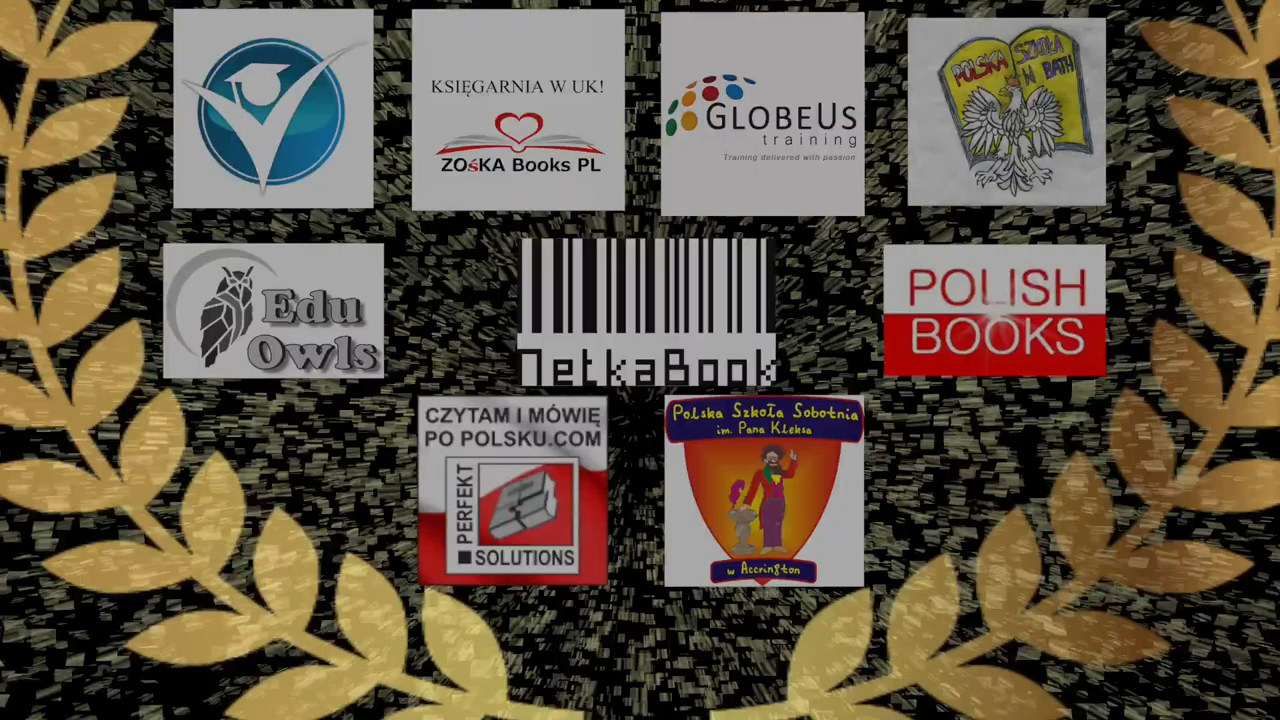 KSIĘGARNIA W UK!
ZOśKA Books PL
GLOBEUS
training
Training delivered with passion
POLSKA SZKOŁA
W BATH
Edu
Owls
NetkaBook
POLISH
BOOKS
CZYTAM I MÓWIĘ
PO POLSKU.COM
PERFEKT
SOLUTIONS
Polska Szkoła Sobotnia
im. Pana Kleksa
w Accrington